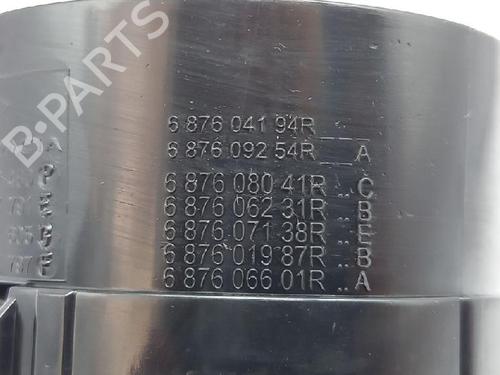 B-PARTS
6 876 041 94R
6 876 092 54R__A
6 876 080 41R..C
6 876 062 31R..B
6 876 071 38R..E
6 876 019 87R..B
6 876 066 01R..A
A
P
E
B
F